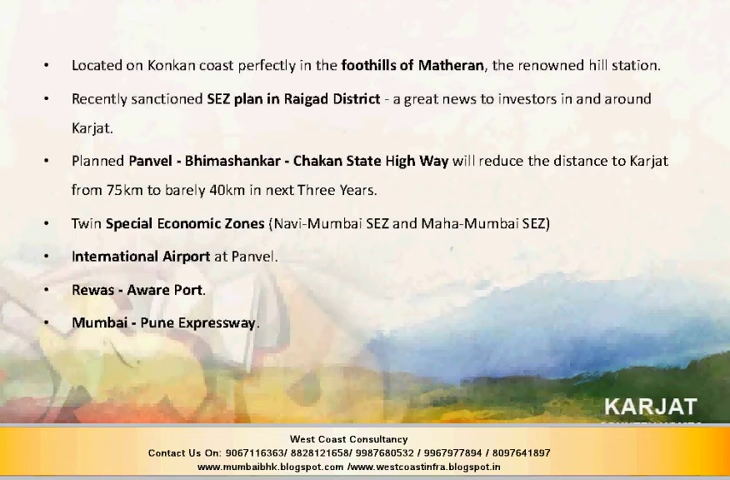 • Located on Konkan coast perfectly in the foothills of Matheran, the renowned hill station.
• Recently sanctioned SEZ plan in Raigad District - a great news to investors in and around
Karjat.
• Planned Panvel - Bhimashankar - Chakan State High Way will reduce the distance to Karjat
from 75km to barely 40km in next Three Years.
• Twin Special Economic Zones (Navi-Mumbai SEZ and Maha-Mumbai SEZ)
• International Airport at Panvel.
• Rewas - Aware Port.
• Mumbai - Pune Expressway.
KARJAT
West Coast Consultancy
Contact Us On: 9067116363/ 8828121658/ 9987680532 / 9967977894 / 8097641897
www.mumbaibhk.blogspot.com /www.westcoastinfra.blogspot.in